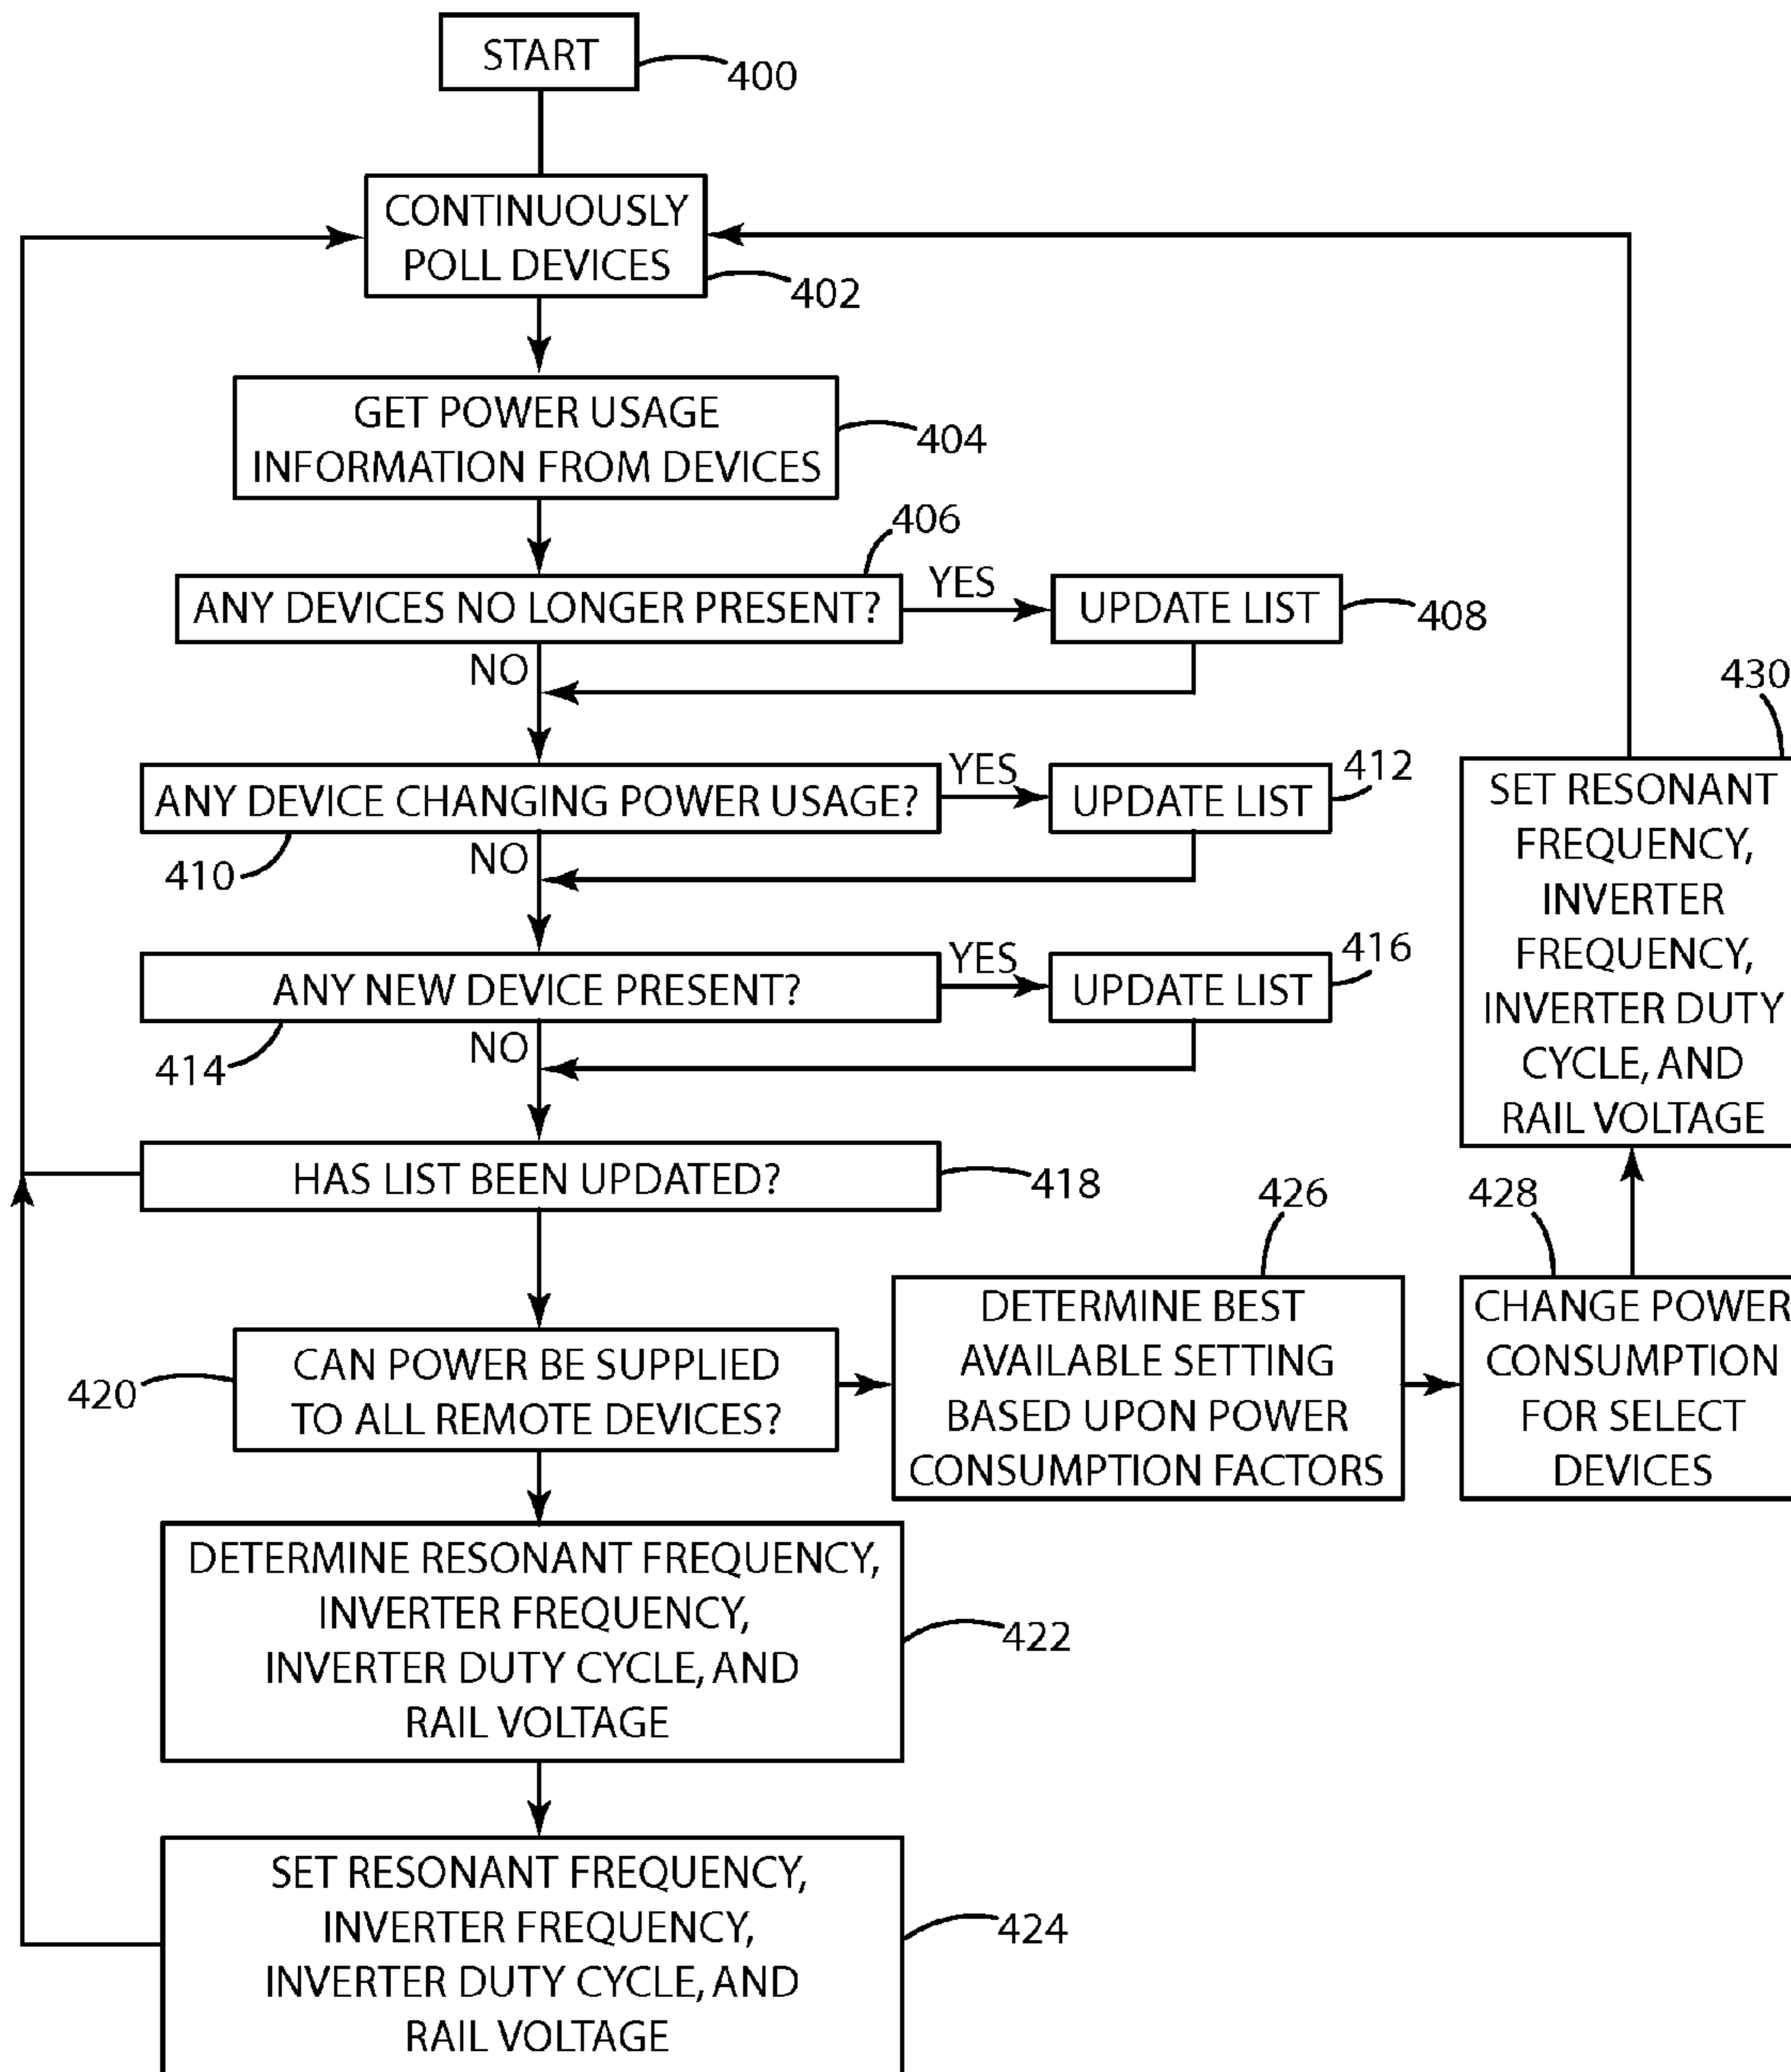 START
400
CONTINUOUSLY
POLL DEVICES
402
GET POWER USAGE
INFORMATION FROM DEVICES
404
406
ANY DEVICES NO LONGER PRESENT?
YES
UPDATE LIST
408
NO
430
ANY DEVICE CHANGING POWER USAGE?
YES
UPDATE LIST
412
410
NO
SET RESONANT
FREQUENCY,
INVERTER
FREQUENCY,
INVERTER DUTY
CYCLE, AND
RAIL VOLTAGE
ANY NEW DEVICE PRESENT?
YES
UPDATE LIST
416
414
NO
HAS LIST BEEN UPDATED?
418
426
428
420
CAN POWER BE SUPPLIED
TO ALL REMOTE DEVICES?
DETERMINE BEST
AVAILABLE SETTING
BASED UPON POWER
CONSUMPTION FACTORS
CHANGE POWER
CONSUMPTION
FOR SELECT
DEVICES
DETERMINE RESONANT FREQUENCY,
INVERTER FREQUENCY,
INVERTER DUTY CYCLE, AND
RAIL VOLTAGE
422
SET RESONANT FREQUENCY,
INVERTER FREQUENCY,
INVERTER DUTY CYCLE, AND
RAIL VOLTAGE
424